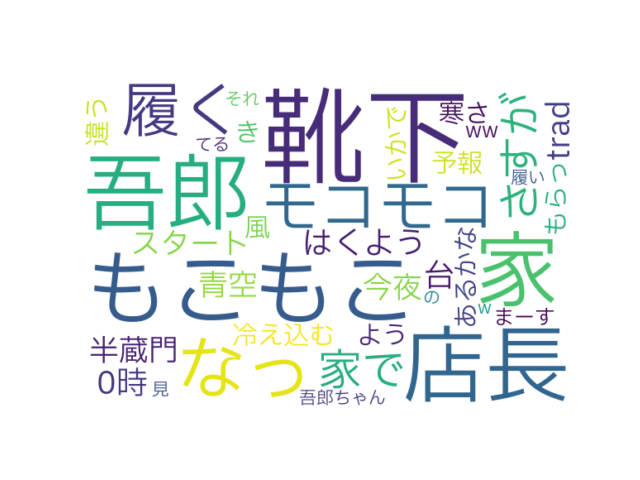 違う
履く
それ
てる
き
靴下
いかで
寒さ
ww
予報
さすが
trad
履い
もらっ
吾郎
モコモコ
風
スタート
はくよう
もこもこ
青空
今夜
台
の
あるかな
家
w
まーす
半蔵門
0時
見
なっ
冷え込む
よう
家で
吾郎ちゃん
店長